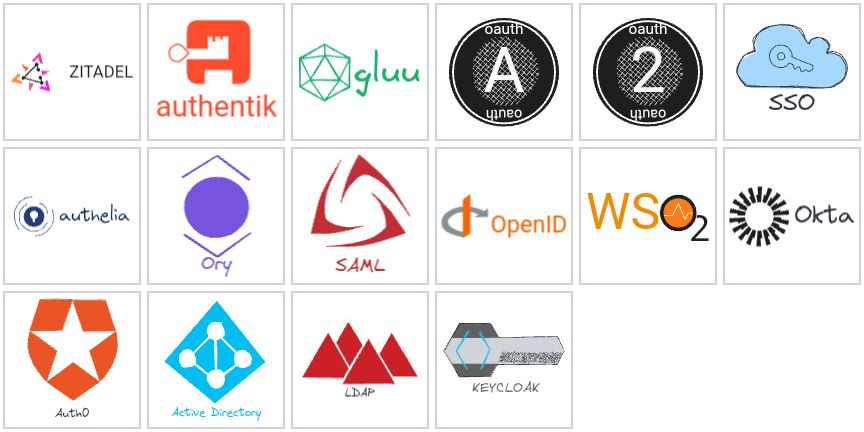 ZITADEL
authentik
gluu
oauth
A
oauth
oauth
2
oauth
SSO
authelia
Ory
SAML
OpenID
WSO2
Okta
Auth0
Active Directory
LDAP
KEYCLOAK